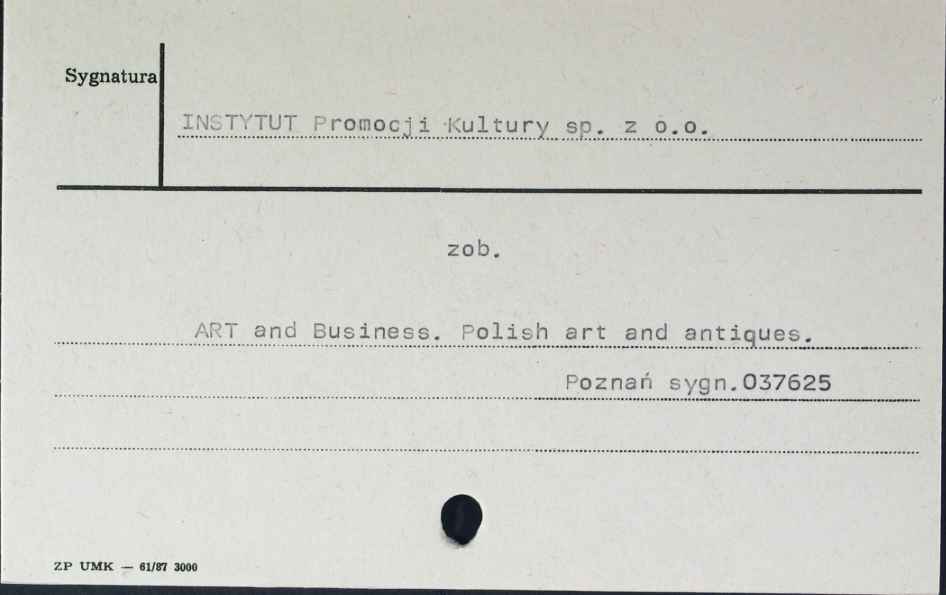 Sygnatura
INSTYTUT Promocji Kultury sp. z o.o.
zob.
ART and Business. Polish art and antiques.
Poznań sygn.037625
ZP UMK — 61/87 3000